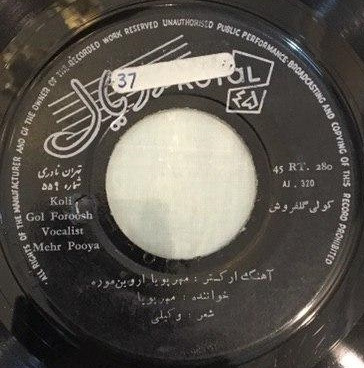 ALL RIGHTS OF THE MANUFACTURER AND OF THE OWNER OF THE RECORDED WORK RESERVED UNAUTHORISED PUBLIC PERFORMANCE BROADCASTING AND COPYING OF THIS RECORD PROHIBITED
37
ROYAL
رویال
تهران نادری
شماره ۵۵۹
Koli
Gol Foroosh
Vocalist
Mehr Pooya
45 RT. 280
AJ. 320
کولی گلفروش
آهنگ ارکستر : مهرپویا اروین موره
خواننده : مهرپویا
شعر : وکیلی